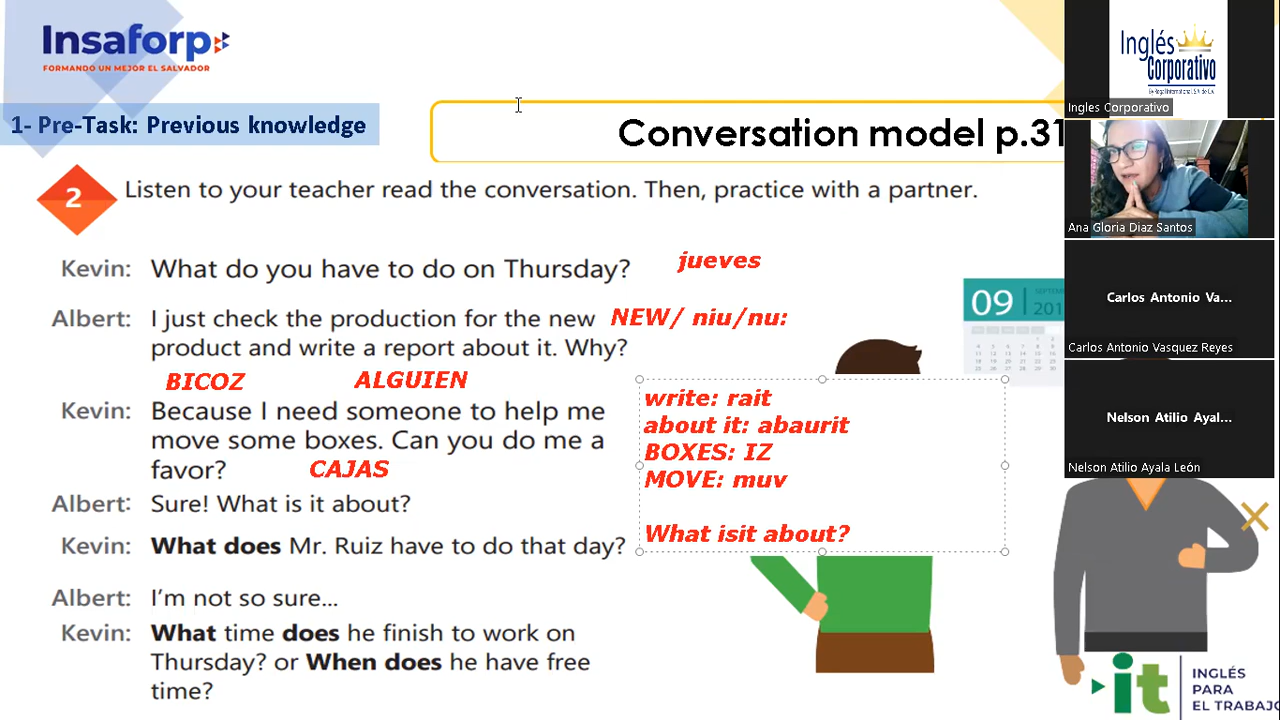 Insaforp
FORMANDO UN MEJOR EL SALVADOR
1- Pre-Task: Previous knowledge
Conversation model p.31
2
Listen to your teacher read the conversation. Then, practice with a partner.
Kevin: What do you have to do on Thursday?
jueves
Albert: I just check the production for the new
NEW/ niu/nu:
product and write a report about it. Why?
BICOZ
ALGUIEN
Kevin: Because I need someone to help me
move some boxes. Can you do me a
favor?
CAJAS
write: rait
about it: abaurit
BOXES: IZ
MOVE: muv
What isit about?
Albert: Sure! What is it about?
Kevin: What does Mr. Ruiz have to do that day?
Albert: I'm not so sure...
Kevin: What time does he finish to work on
Thursday? or When does he have free
time?
09
201
it
INGLÉS
PARA
EL TRABAJO
Inglés
Corporativo
Ingles Corporativo
Ana Gloria Diaz Santos
Carlos Antonio Va...
Carlos Antonio Vasquez Reyes
Nelson Atilio Ayal...
Nelson Atilio Ayala León